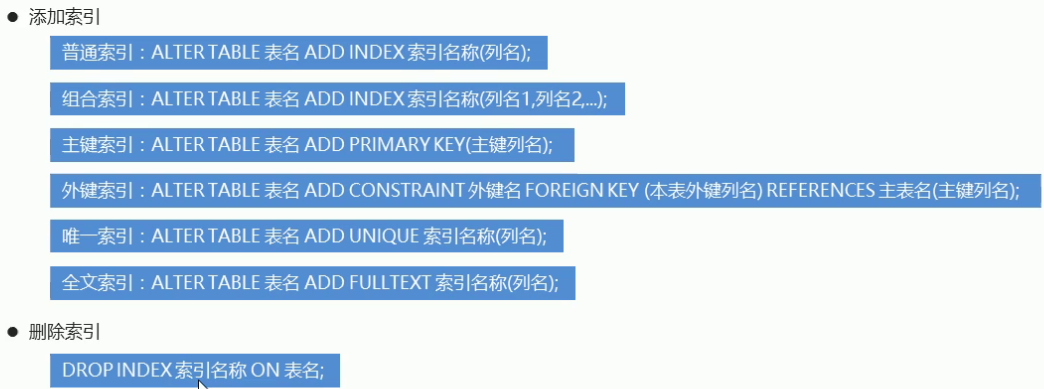 ● 添加索引
普通索引：ALTER TABLE 表名 ADD INDEX 索引名称(列名);
组合索引：ALTER TABLE 表名 ADD INDEX 索引名称(列名1,列名2,...);
主键索引：ALTER TABLE 表名 ADD PRIMARY KEY(主键列名);
外键索引：ALTER TABLE 表名 ADD CONSTRAINT 外键名 FOREIGN KEY (本表外键列名) REFERENCES 主表名(主键列名);
唯一索引：ALTER TABLE 表名 ADD UNIQUE 索引名称(列名);
全文索引：ALTER TABLE 表名 ADD FULLTEXT 索引名称(列名);
● 删除索引
DROP INDEX 索引名称 ON 表名;